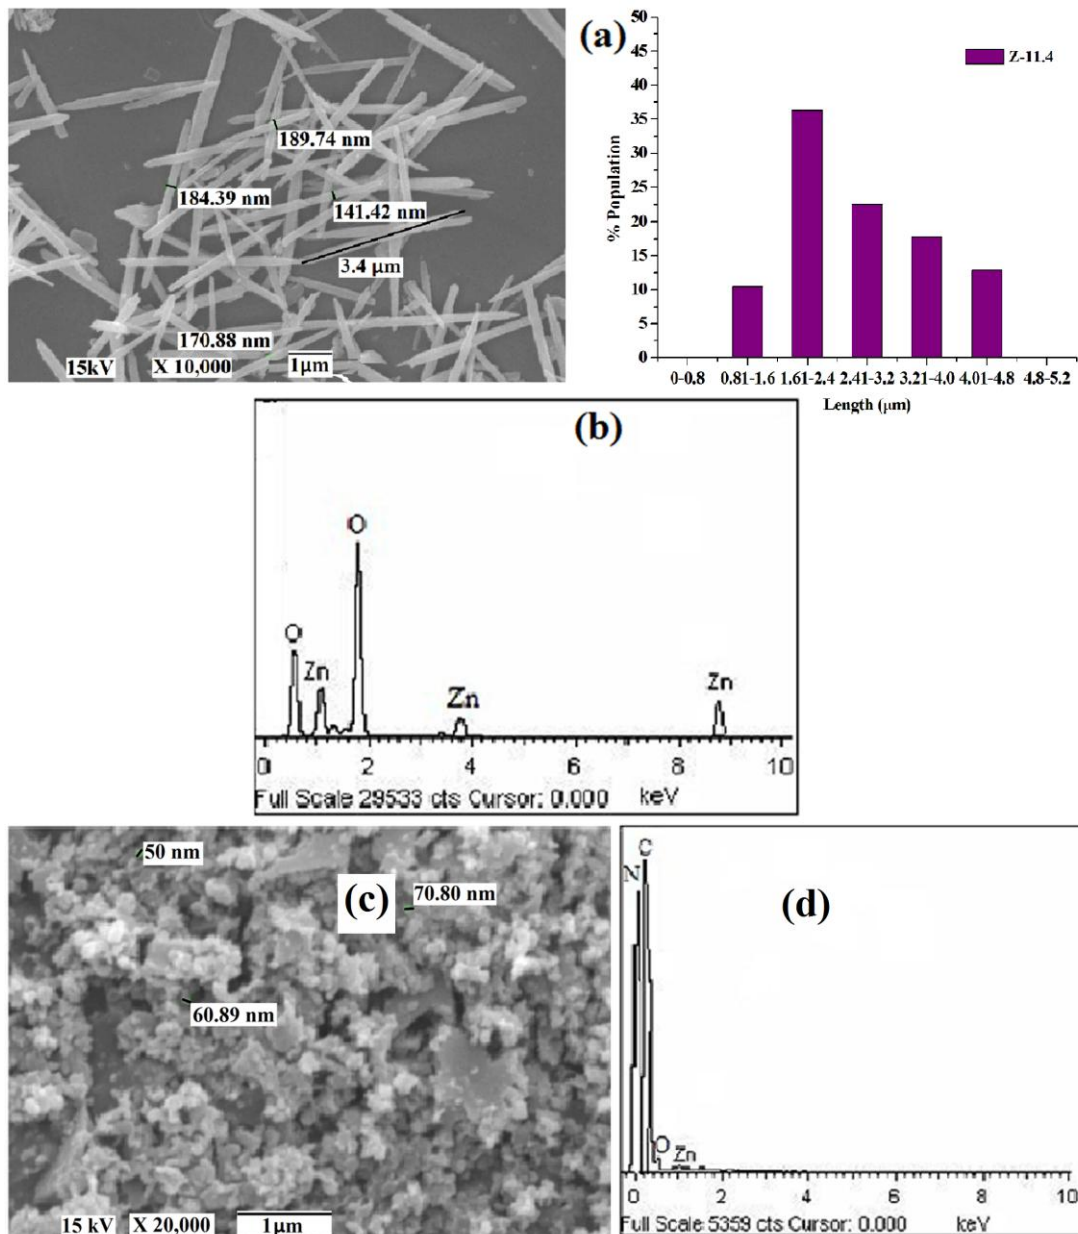 189.74 nm
184.39 nm
141.42 nm
3.4 μm
170.88 nm
15kV X 10,000 1μm
(a)
50
45
40
35
30
25
20
15
10
5
0
% Population
Z-11.4
0-0.8 0.81-1.6 1.61-2.4 2.41-3.2 3.21-4.0 4.01-4.8 4.8-5.2
Length (μm)
(b)
O
O
Zn
Zn
Zn
0 2 4 6 8 10
Full Scale 29533 cts Cursor: 0.000 keV
50 nm
(c)
70.80 nm
60.89 nm
15 kV X 20,000 1μm
C
N
(d)
O
Zn
0 2 4 6 8 10
Full Scale 5359 cts Cursor: 0.000 keV